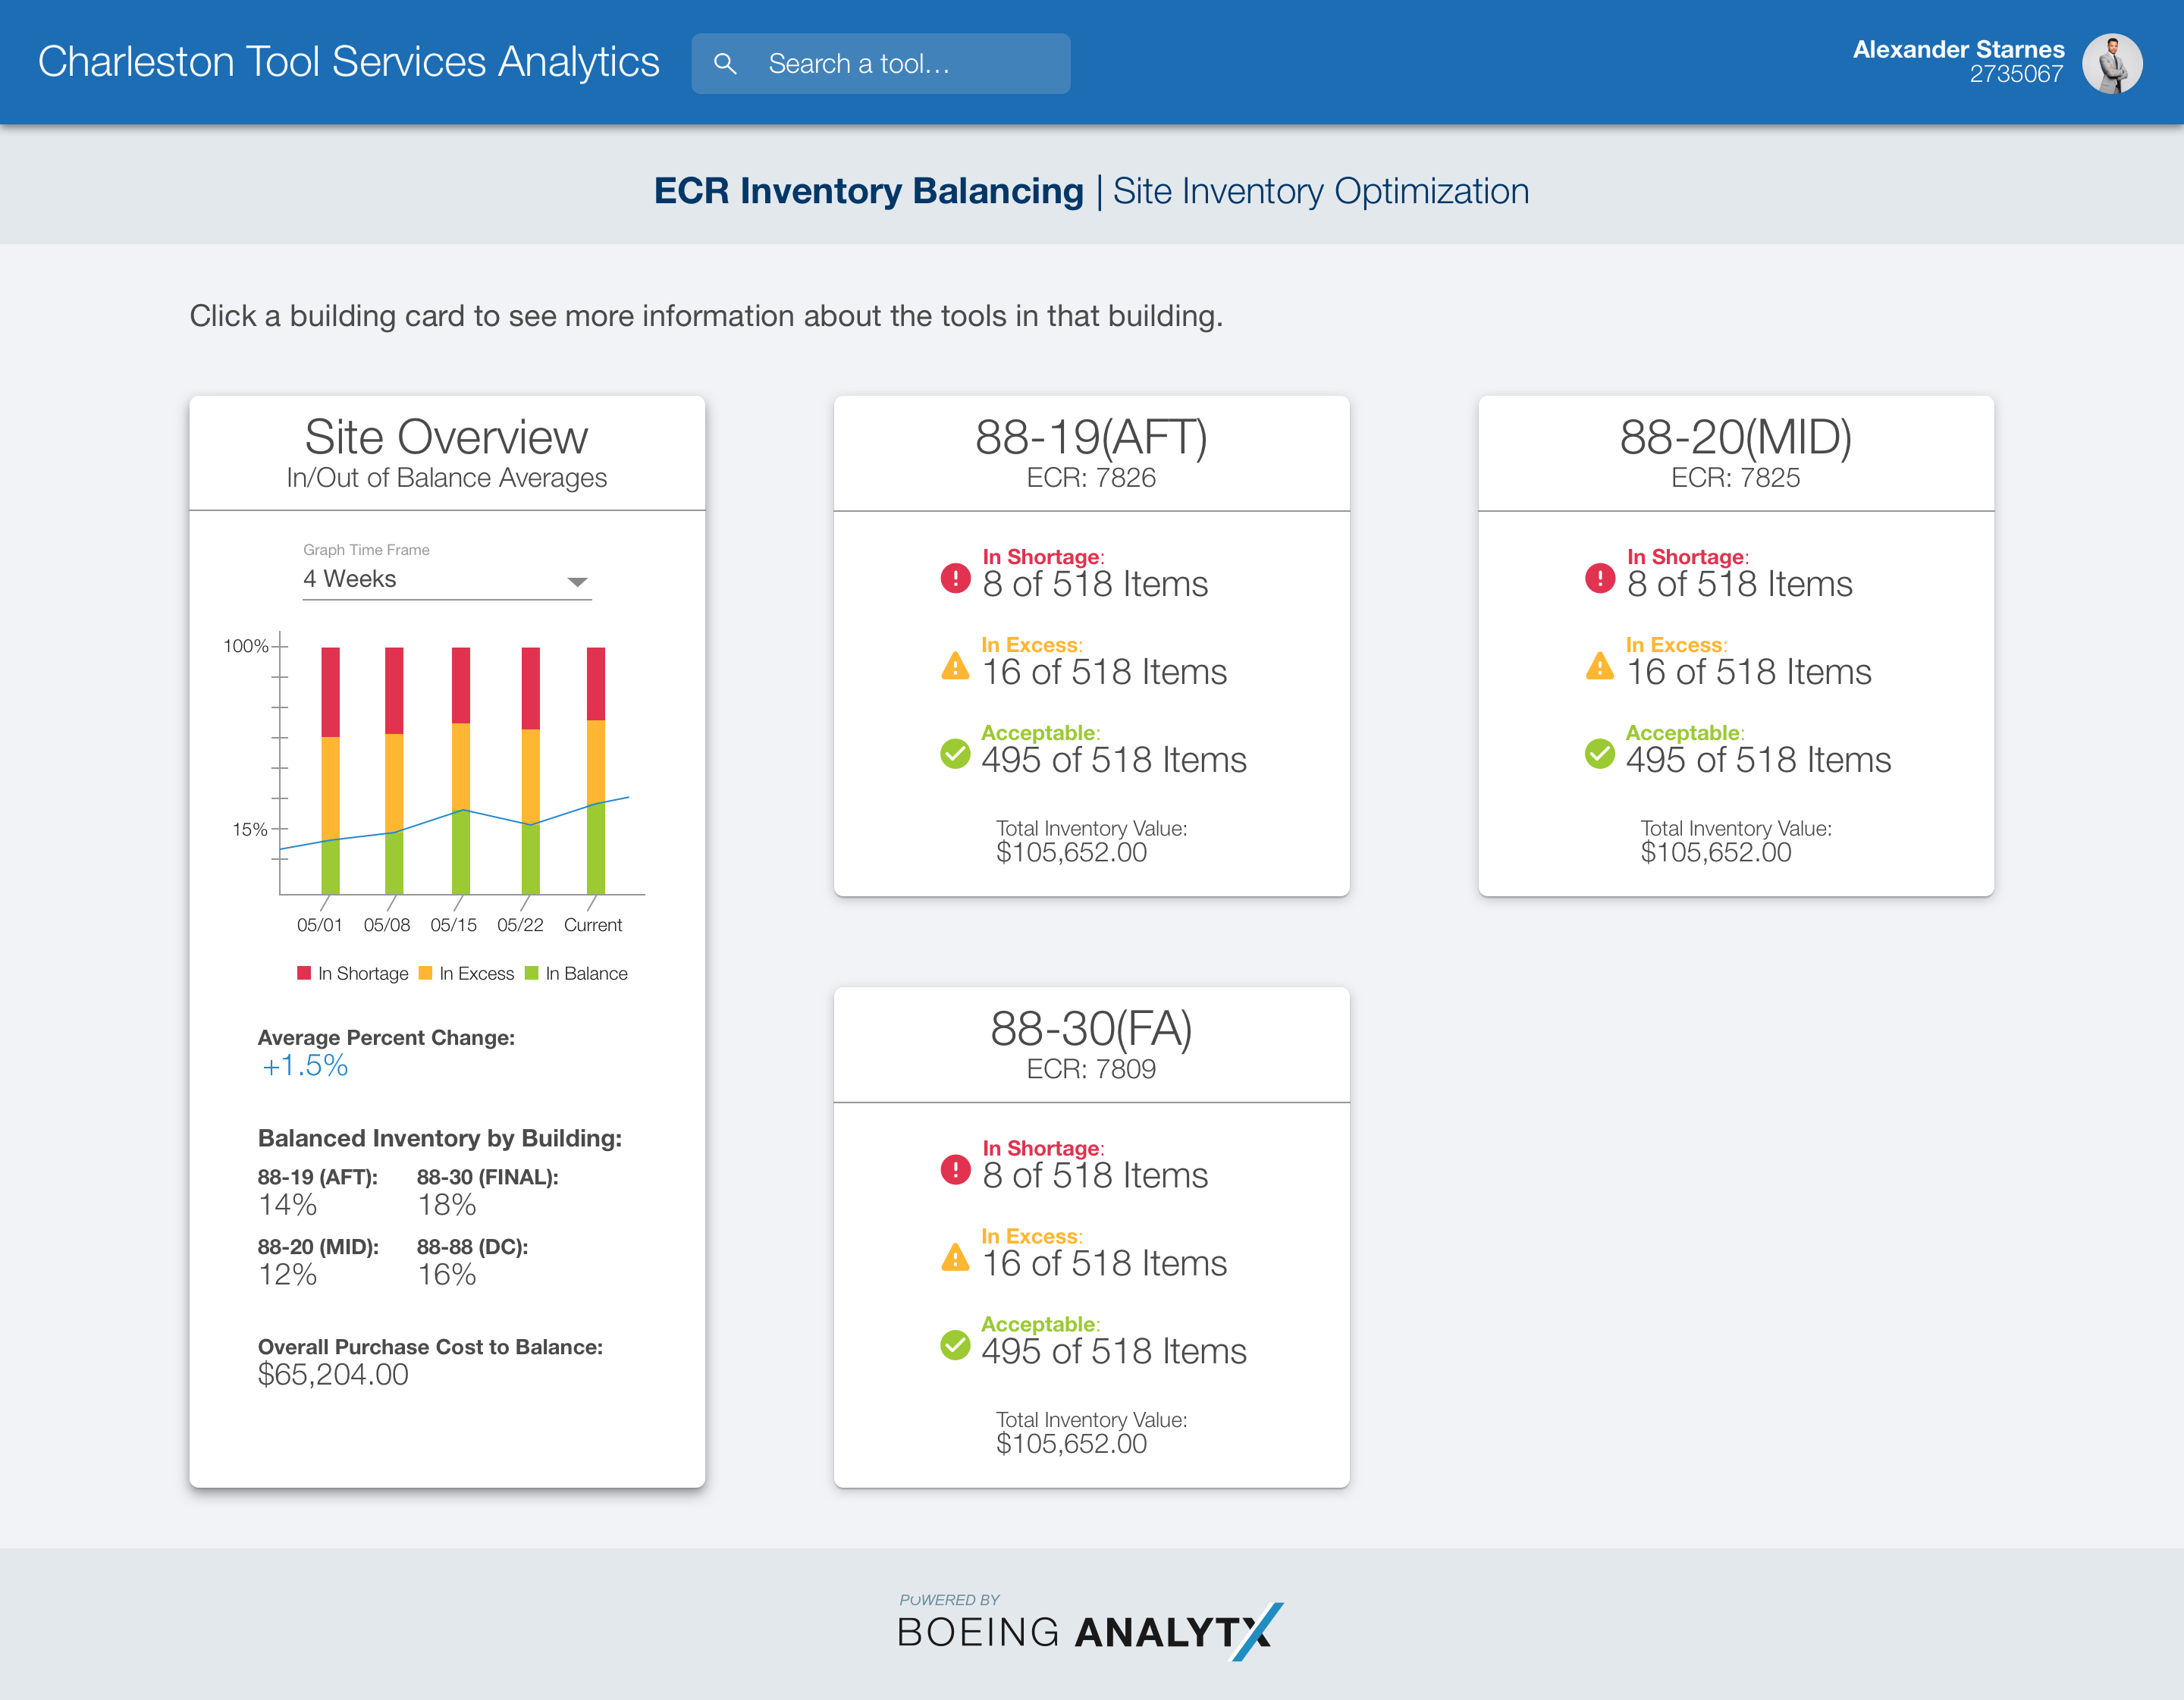 Charleston Tool Services Analytics
Search a tool...
Alexander Starnes
2735067
ECR Inventory Balancing | Site Inventory Optimization
Click a building card to see more information about the tools in that building.
Site Overview
In/Out of Balance Averages
Graph Time Frame
4 Weeks
100%
15%
05/01 05/08 05/15 05/22 Current
In Shortage In Excess In Balance
Average Percent Change:
+1.5%
Balanced Inventory by Building:
88-19 (AFT): 88-30 (FINAL):
14% 18%
88-20 (MID): 88-88 (DC):
12% 16%
Overall Purchase Cost to Balance:
$65,204.00
88-19(AFT)
ECR: 7826
In Shortage:
8 of 518 Items
In Excess:
16 of 518 Items
Acceptable:
495 of 518 Items
Total Inventory Value:
$105,652.00
88-20(MID)
ECR: 7825
In Shortage:
8 of 518 Items
In Excess:
16 of 518 Items
Acceptable:
495 of 518 Items
Total Inventory Value:
$105,652.00
88-30(FA)
ECR: 7809
In Shortage:
8 of 518 Items
In Excess:
16 of 518 Items
Acceptable:
495 of 518 Items
Total Inventory Value:
$105,652.00
POWERED BY
BOEING ANALYTX